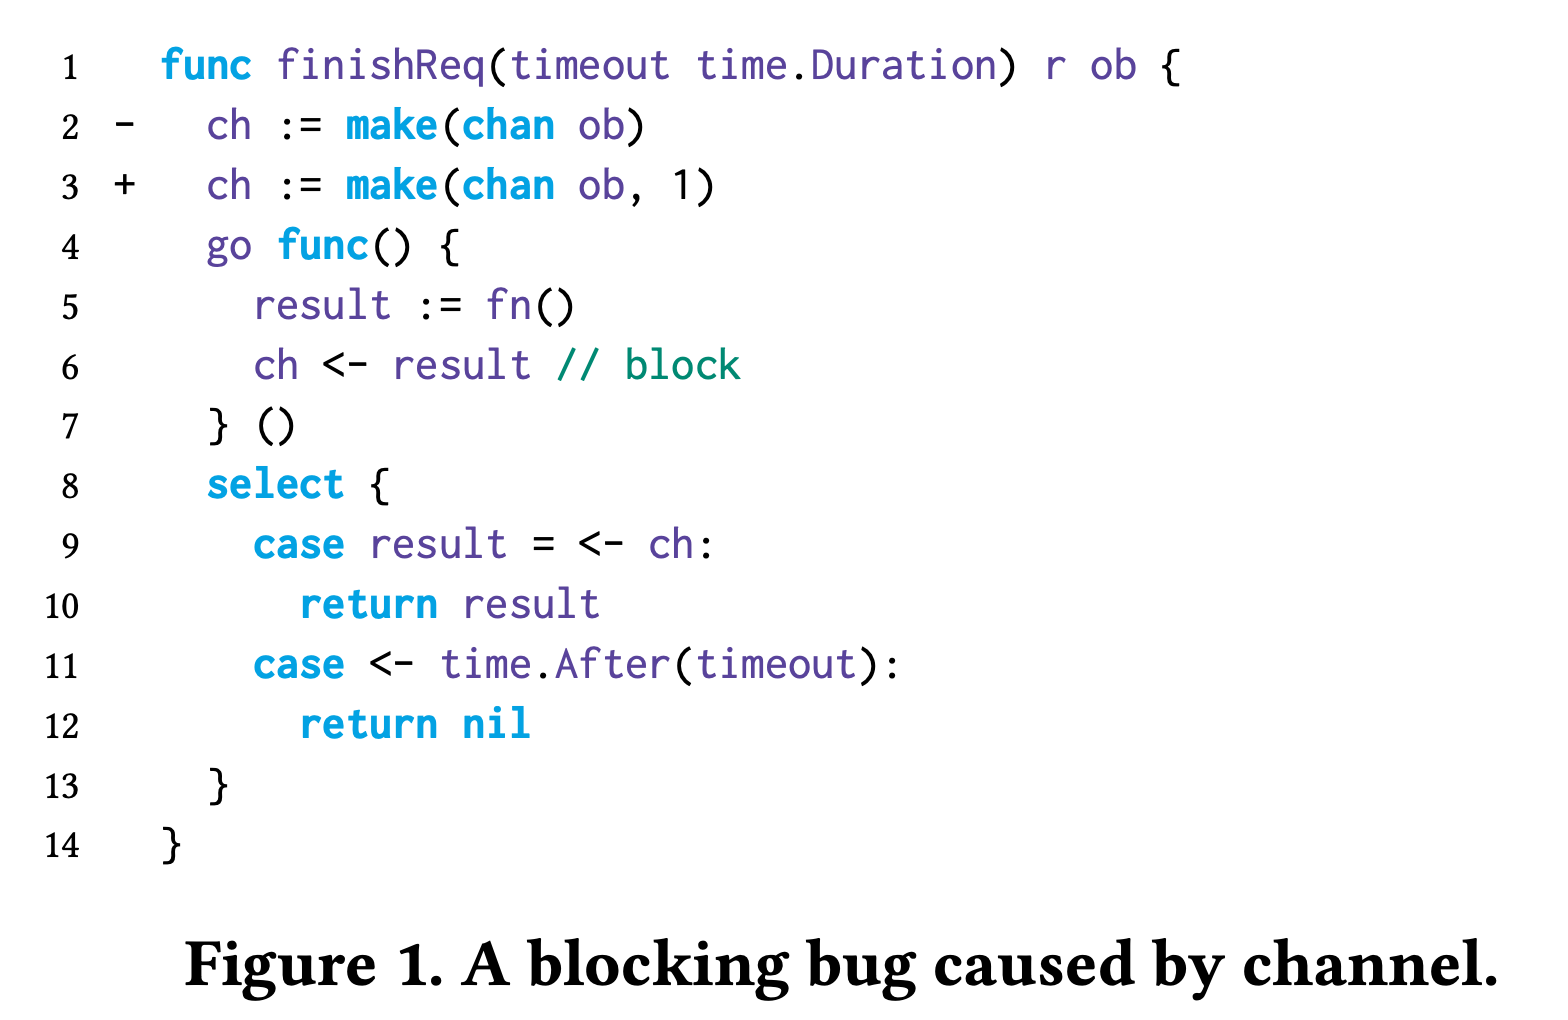 1 func finishReq(timeout time.Duration) r ob {
2 - ch := make(chan ob)
3 + ch := make(chan ob, 1)
4 go func() {
5 result := fn()
6 ch <- result // block
7 } ()
8 select {
9 case result = <- ch:
10 return result
11 case <- time.After(timeout):
12 return nil
13 }
14 }
Figure 1. A blocking bug caused by channel.